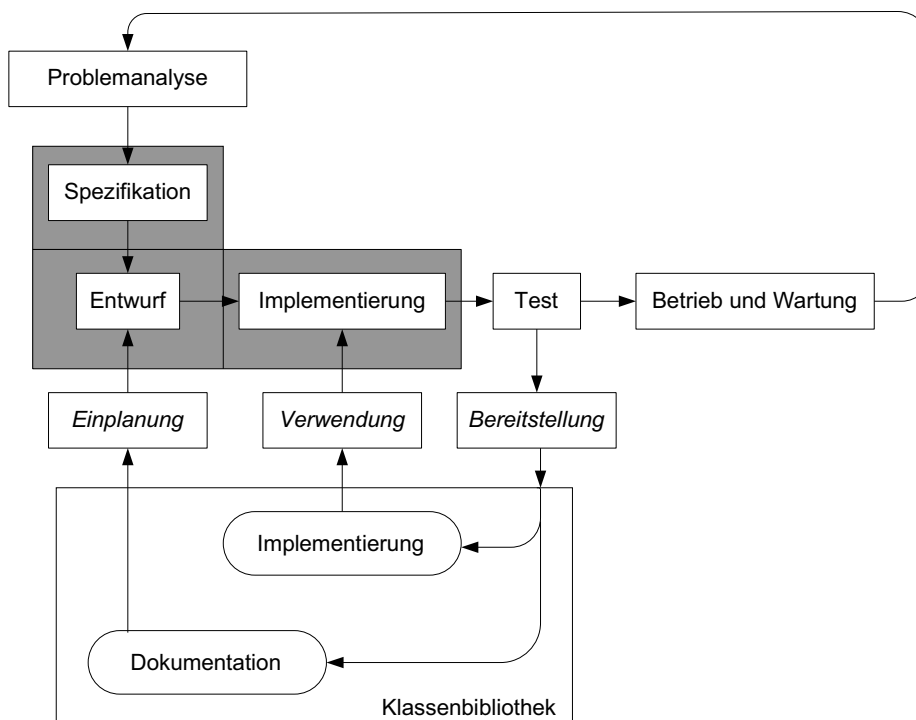 Problemanalyse
Spezifikation
Entwurf
Implementierung
Test
Betrieb und Wartung
Einplanung
Verwendung
Bereitstellung
Implementierung
Dokumentation
Klassenbibliothek